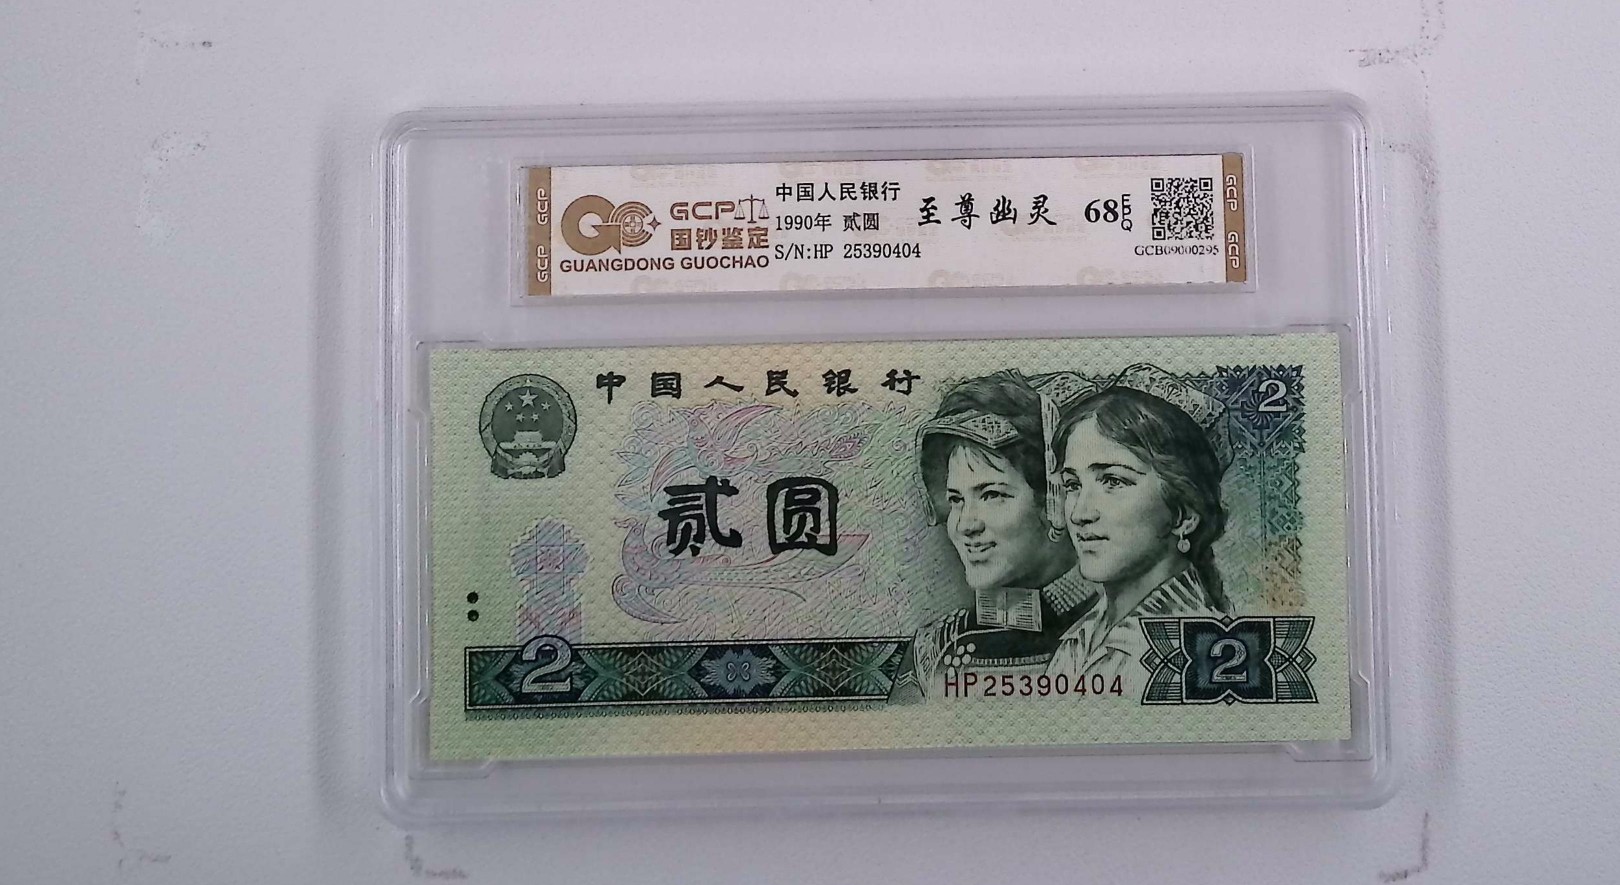 GCP 国钞鉴定
GUANGDONG GUOCHAO
中国人民银行
1990年 贰圆
S/N:HP 25390404
至尊幽灵
68 EPQ
GCB09000295
GCP GCP
GCP GCP
中国人民银行
2
贰圆
2
HP25390404
2